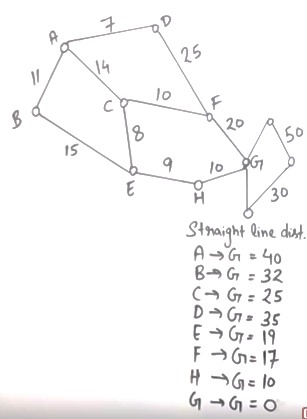 7
D
A
25
14
11
10
F
C
20
50
B
8
15
9
10
G
E
H
30
Straight line dist.
A → G = 40
B → G = 32
C → G = 25
D → G = 35
E → G = 19
F → G = 17
H → G = 10
G → G = 0